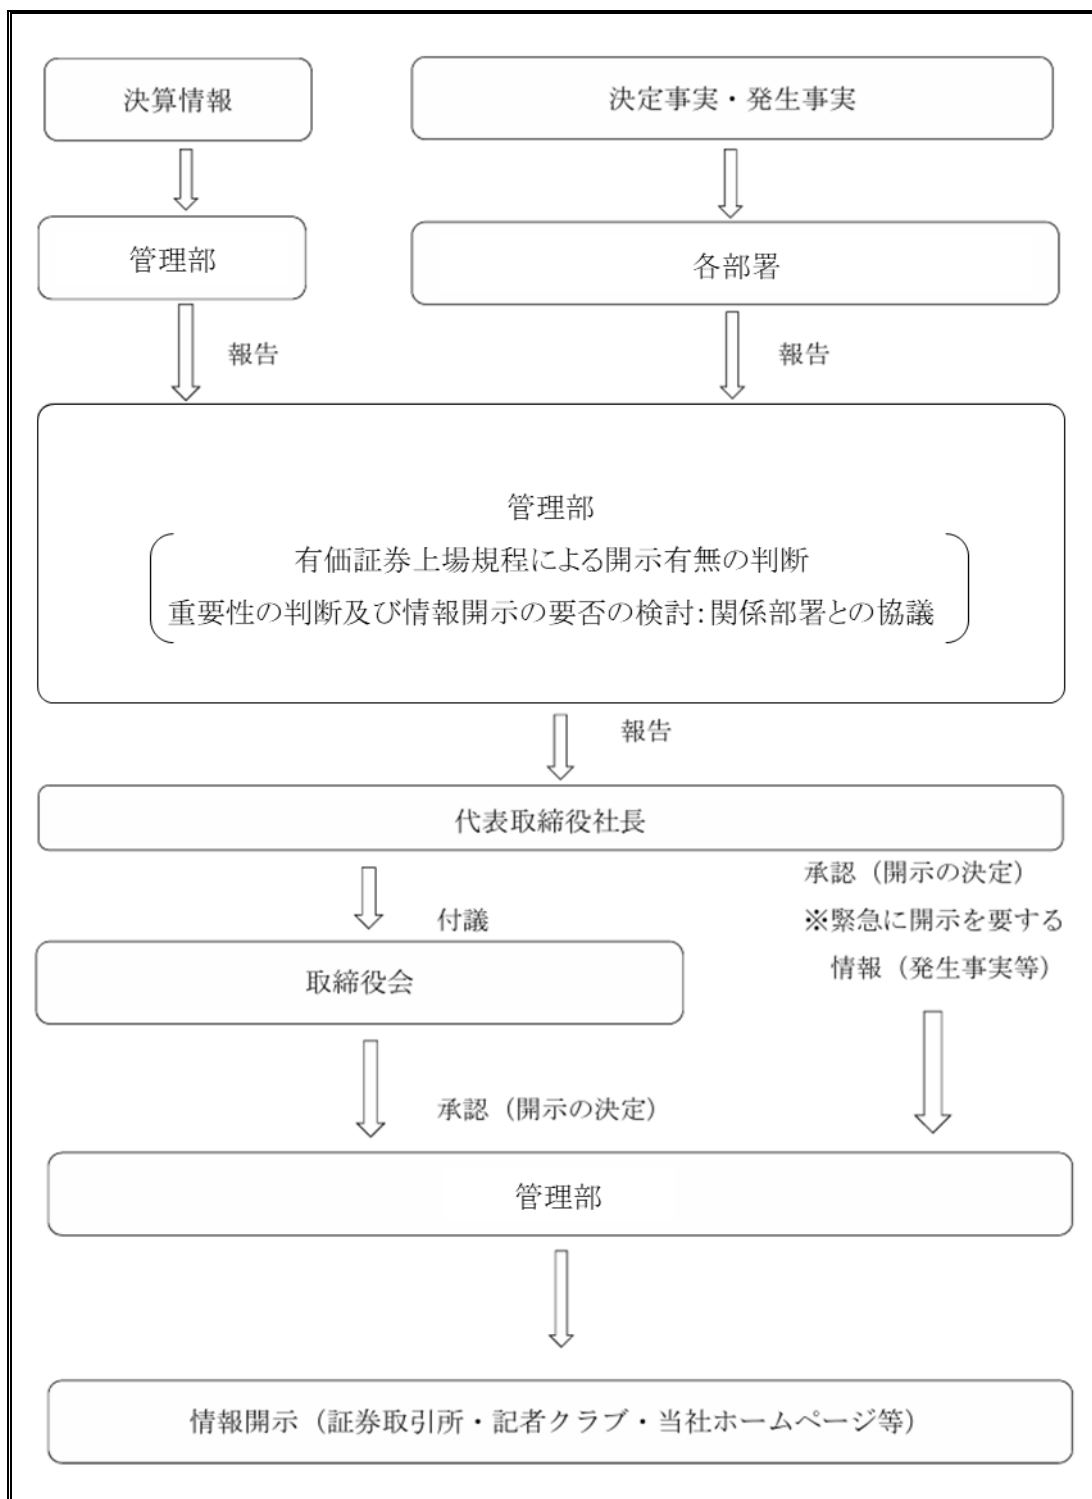 決算情報
決定事実・発生事実
管理部
各部署
報告
報告
管理部
有価証券上場規程による開示有無の判断
重要性の判断及び情報開示の要否の検討：関係部署との協議
報告
代表取締役社長
付議
承認（開示の決定）
※緊急に開示を要する
情報（発生事実等）
取締役会
承認（開示の決定）
管理部
情報開示（証券取引所・記者クラブ・当社ホームページ等）